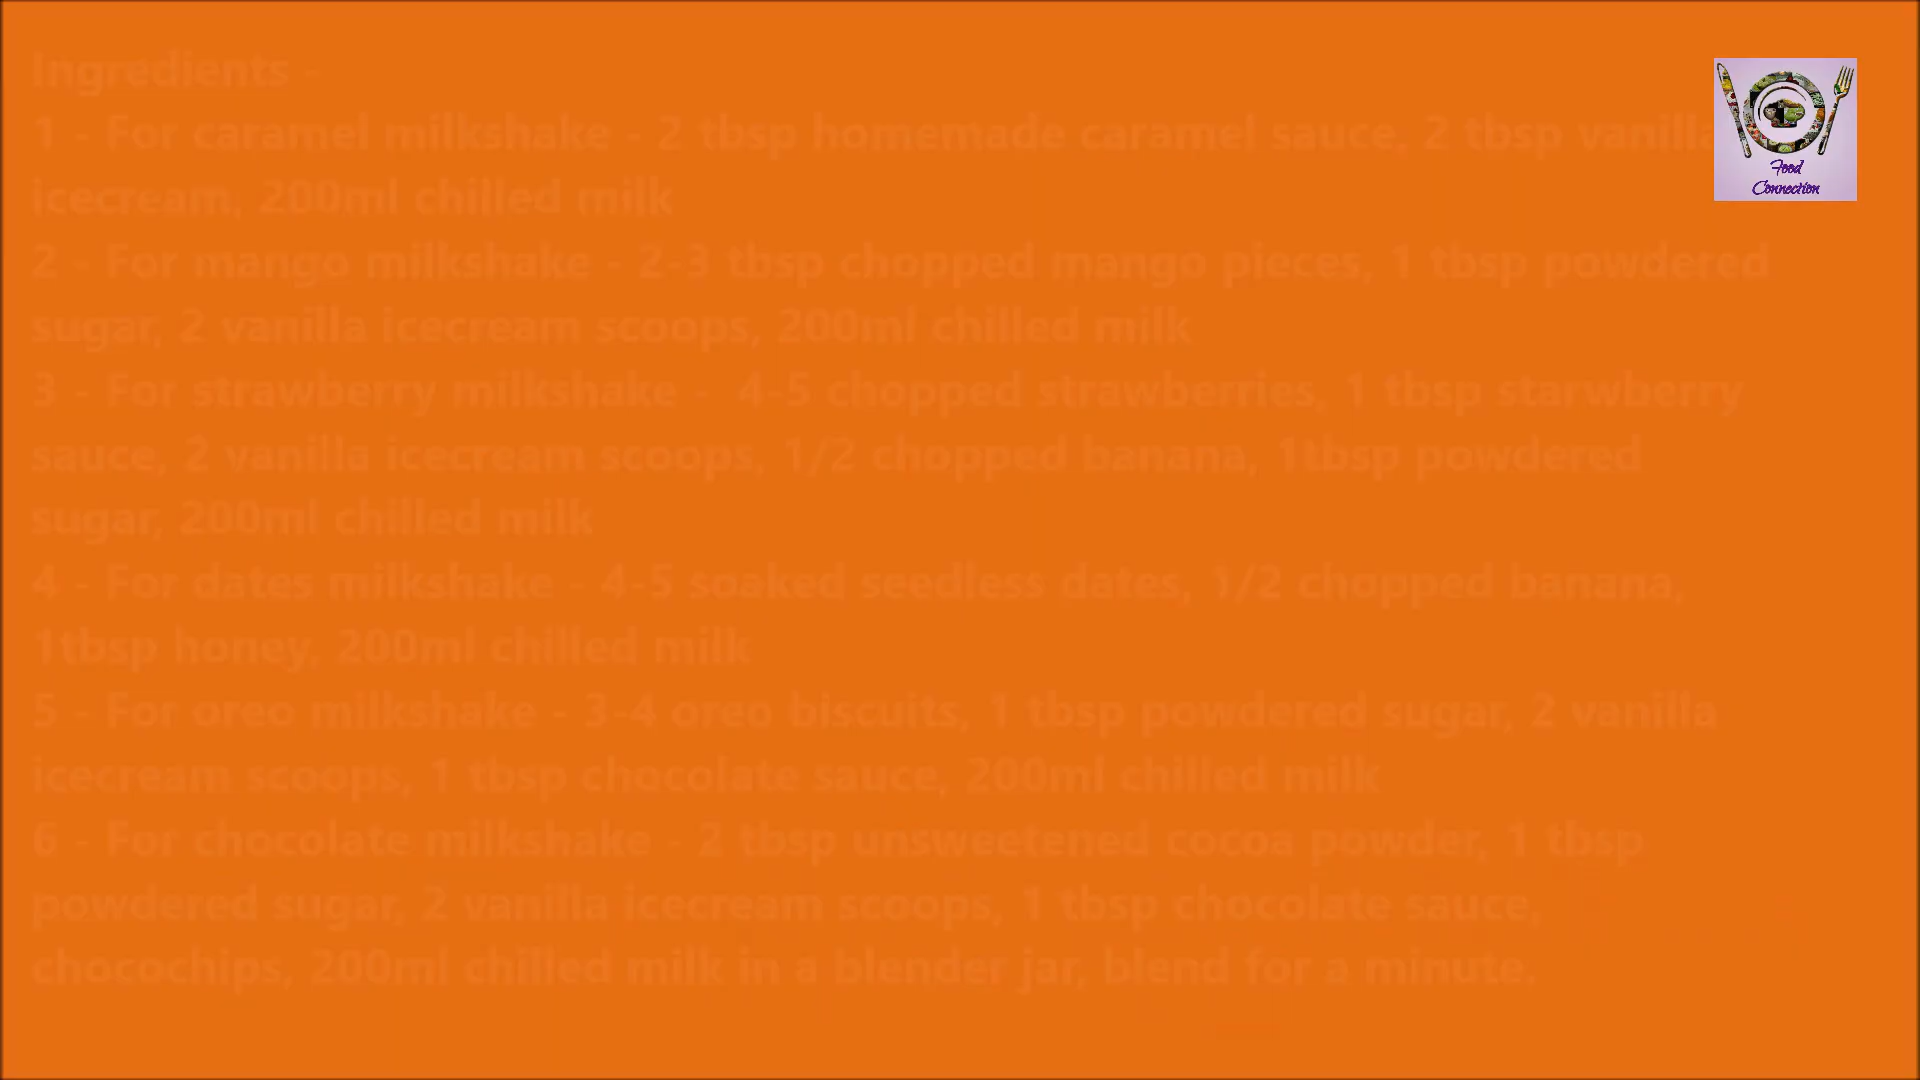 Ingredients -
1 - For caramel milkshake - 2 tbsp homemade caramel sauce, 2 tbsp vanilla
icecream, 200ml chilled milk
2 - For mango milkshake - 2-3 tbsp chopped mango pieces, 1 tbsp powdered
sugar, 2 vanilla icecream scoops, 200ml chilled milk
3 - For strawberry milkshake - 4-5 chopped strawberries, 1 tbsp starwberry
sauce, 2 vanilla icecream scoops, 1/2 chopped banana, 1tbsp powdered
sugar, 200ml chilled milk
4 - For dates milkshake - 4-5 soaked seedless dates, 1/2 chopped banana,
1tbsp honey, 200ml chilled milk
5 - For oreo milkshake - 3-4 oreo biscuits, 1 tbsp powdered sugar, 2 vanilla
icecream scoops, 1 tbsp chocolate sauce, 200ml chilled milk
6 - For chocolate milkshake - 2 tbsp unsweetened cocoa powder, 1 tbsp
powdered sugar, 2 vanilla icecream scoops, 1 tbsp chocolate sauce,
chocochips, 200ml chilled milk in a blender jar, blend for a minute.
Food
Connection